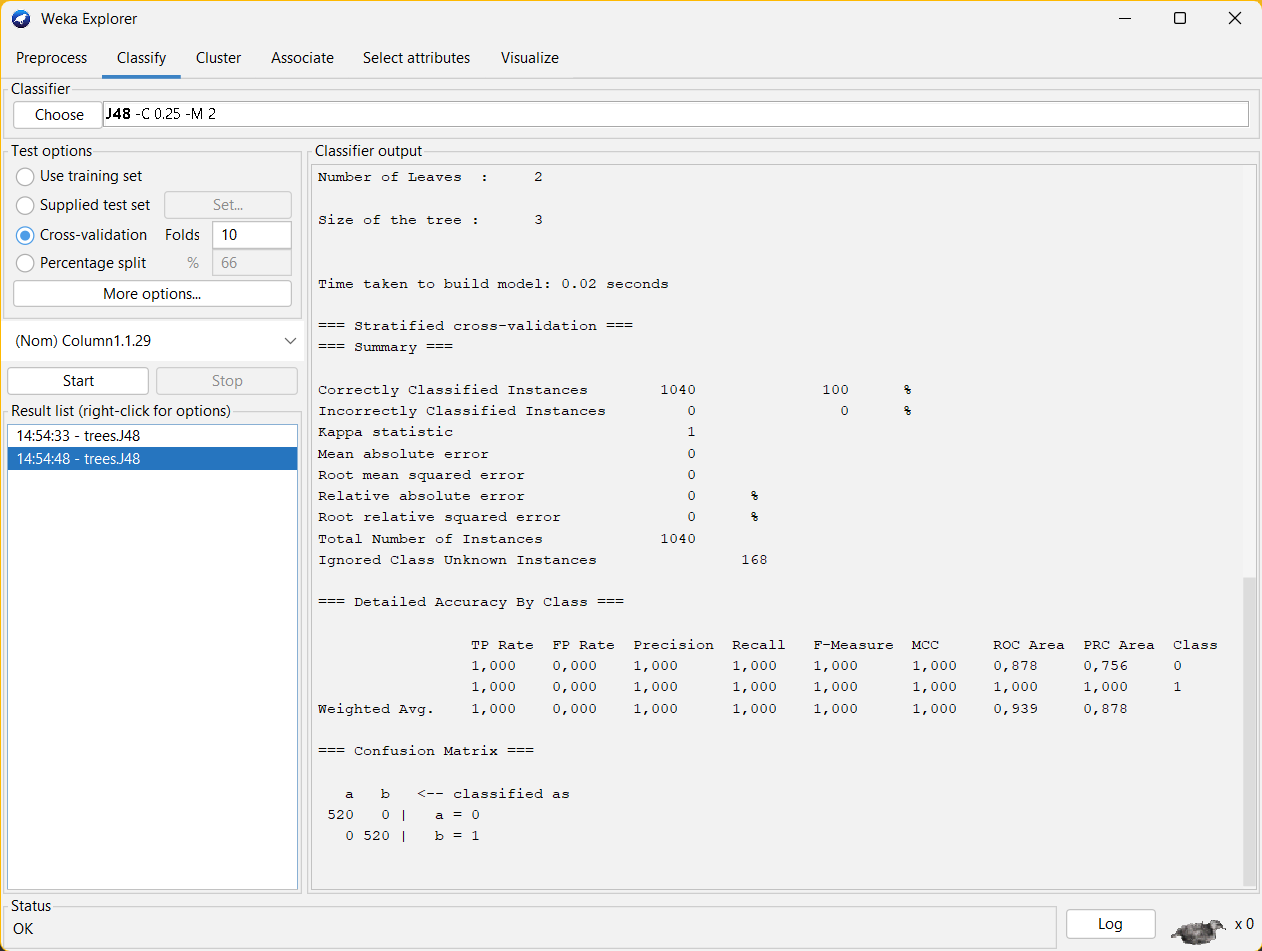 Weka Explorer
Preprocess Classify Cluster Associate Select attributes Visualize
Classifier
Choose J48 -C 0.25 -M 2
Test options
Use training set
Supplied test set Set...
Cross-validation Folds 10
Percentage split % 66
More options...
(Nom) Column1.1.29
Start Stop
Result list (right-click for options)
14:54:33 - trees.J48
14:54:48 - trees.J48
Classifier output
Number of Leaves : 2
Size of the tree : 3
Time taken to build model: 0.02 seconds
=== Stratified cross-validation ===
=== Summary ===
Correctly Classified Instances 1040 100 %
Incorrectly Classified Instances 0 0 %
Kappa statistic 1
Mean absolute error 0
Root mean squared error 0
Relative absolute error 0 %
Root relative squared error 0 %
Total Number of Instances 1040
Ignored Class Unknown Instances 168
=== Detailed Accuracy By Class ===
TP Rate FP Rate Precision Recall F-Measure MCC ROC Area PRC Area Class
1,000 0,000 1,000 1,000 1,000 1,000 0,878 0,756 0
1,000 0,000 1,000 1,000 1,000 1,000 1,000 1,000 1
Weighted Avg. 1,000 0,000 1,000 1,000 1,000 1,000 0,939 0,878
=== Confusion Matrix ===
a b <-- classified as
520 0 | a = 0
0 520 | b = 1
Status
OK
Log x 0